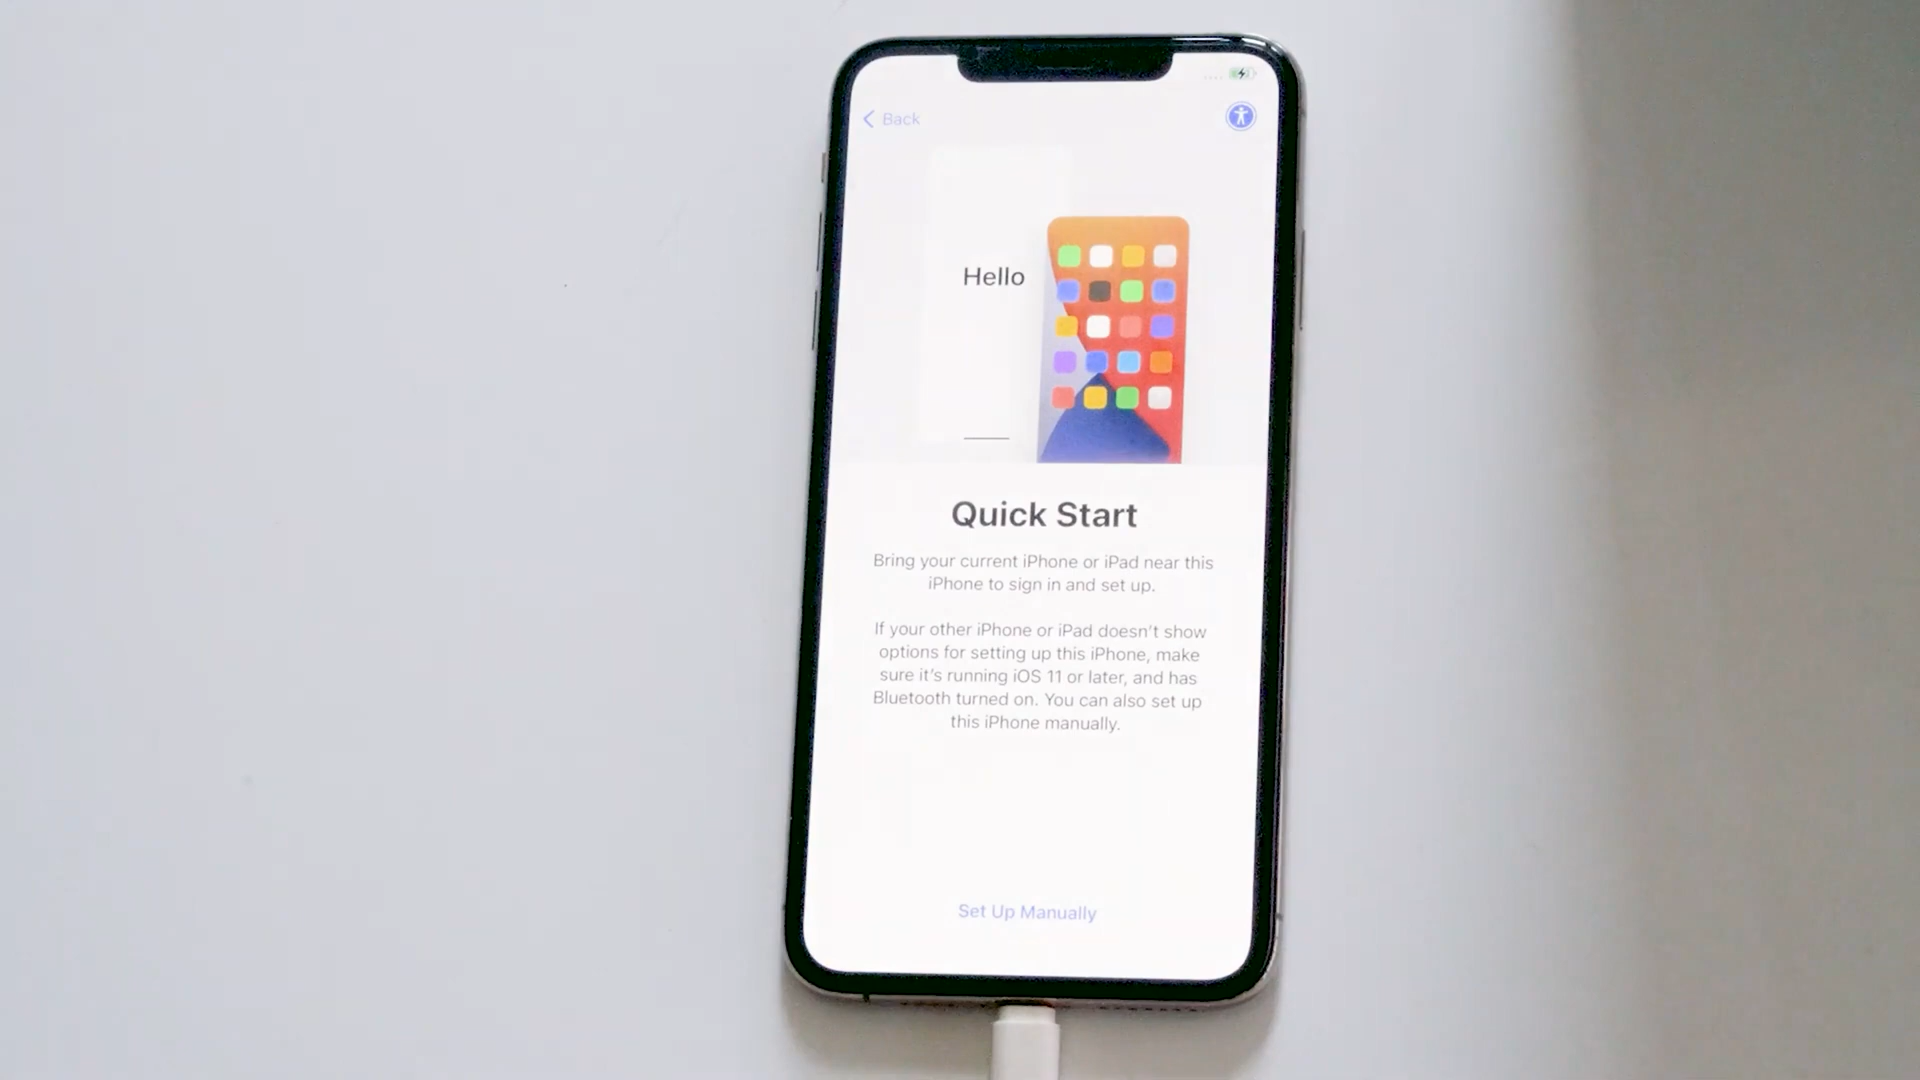 Back
Hello
Quick Start
Bring your current iPhone or iPad near this
iPhone to sign in and set up.
If your other iPhone or iPad doesn't show
options for setting up this iPhone, make
sure it's running iOS 11 or later, and has
Bluetooth turned on. You can also set up
this iPhone manually.
Set Up Manually